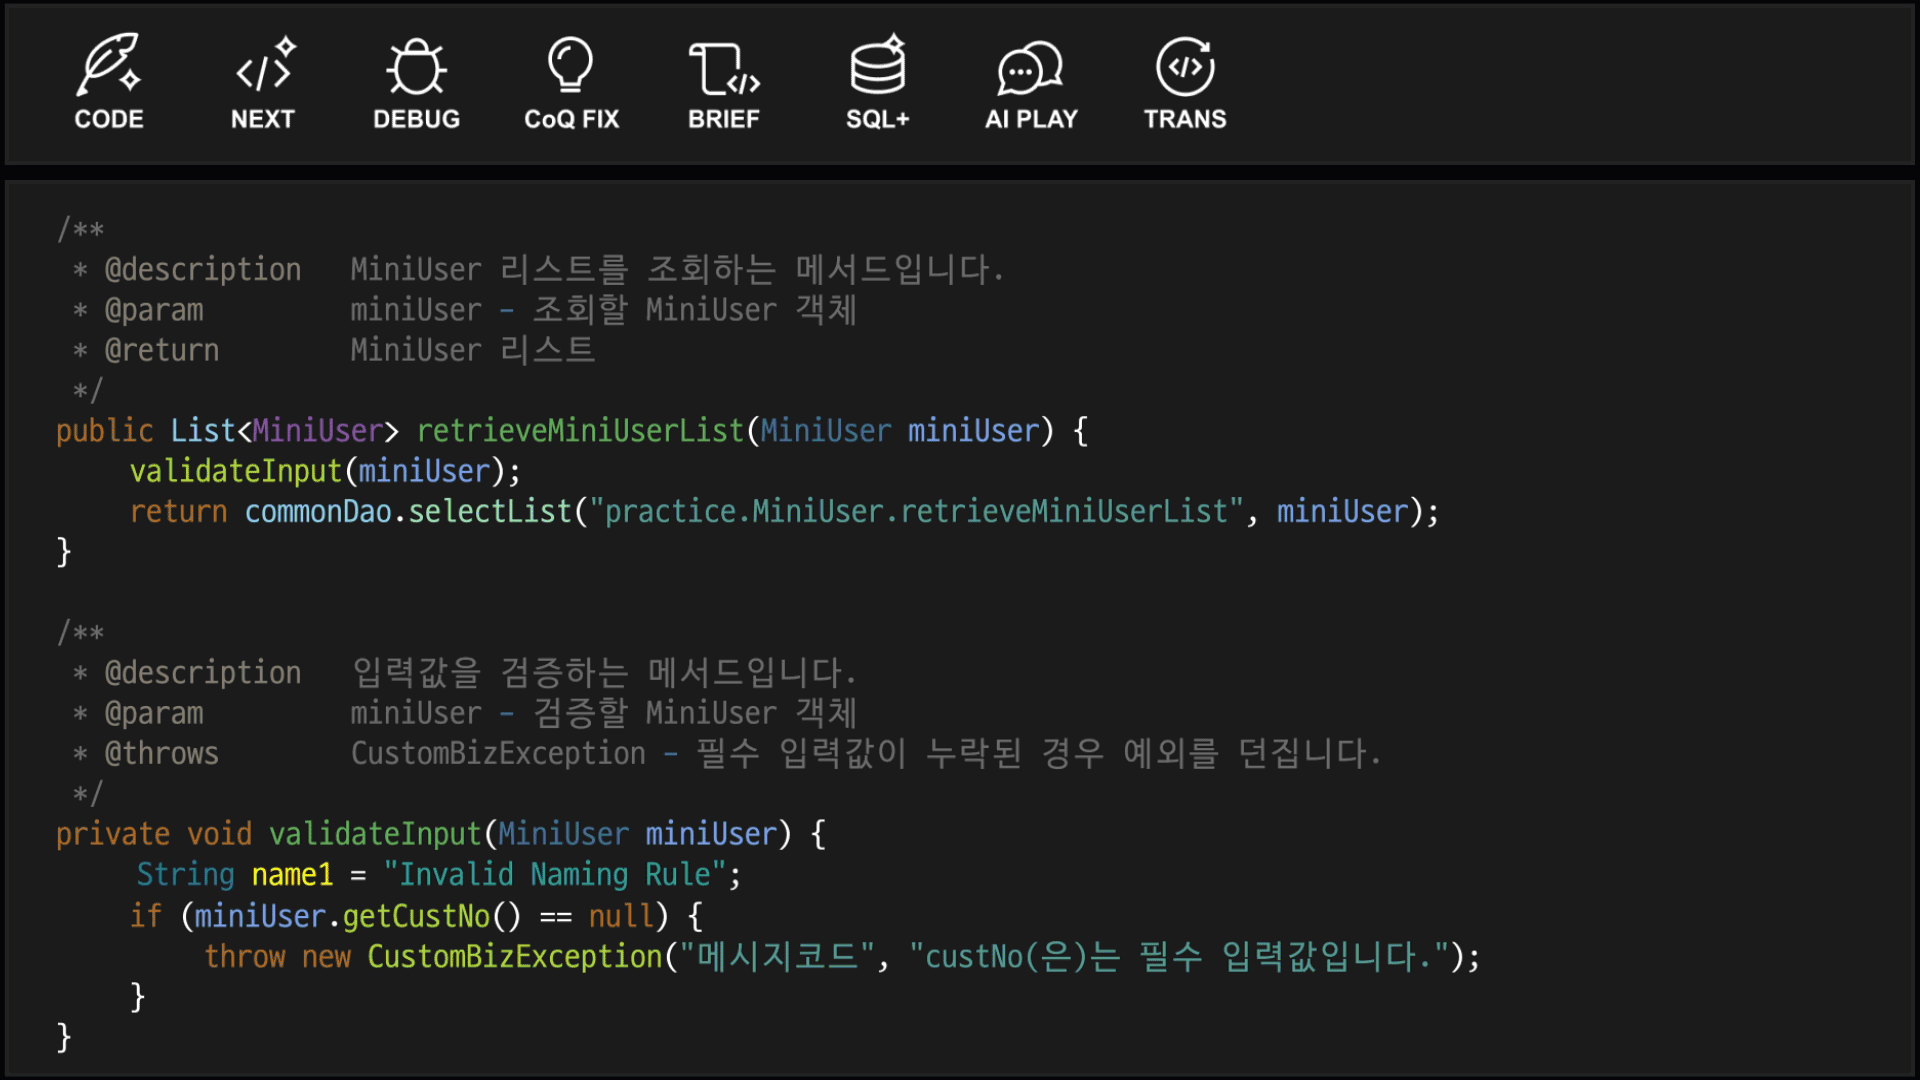 CODE NEXT DEBUG CoQ FIX BRIEF SQL+ AI PLAY TRANS
/**
 * @description   MiniUser 리스트를 조회하는 메서드입니다.
 * @param         miniUser – 조회할 MiniUser 객체
 * @return        MiniUser 리스트
 */
public List<MiniUser> retrieveMiniUserList(MiniUser miniUser) {
    validateInput(miniUser);
    return commonDao.selectList("practice.MiniUser.retrieveMiniUserList", miniUser);
}
/**
 * @description   입력값을 검증하는 메서드입니다.
 * @param         miniUser – 검증할 MiniUser 객체
 * @throws        CustomBizException – 필수 입력값이 누락된 경우 예외를 던집니다.
 */
private void validateInput(MiniUser miniUser) {
    String name1 = "Invalid Naming Rule";
    if (miniUser.getCustNo() == null) {
        throw new CustomBizException("메시지코드", "custNo(은)는 필수 입력값입니다.");
    }
}